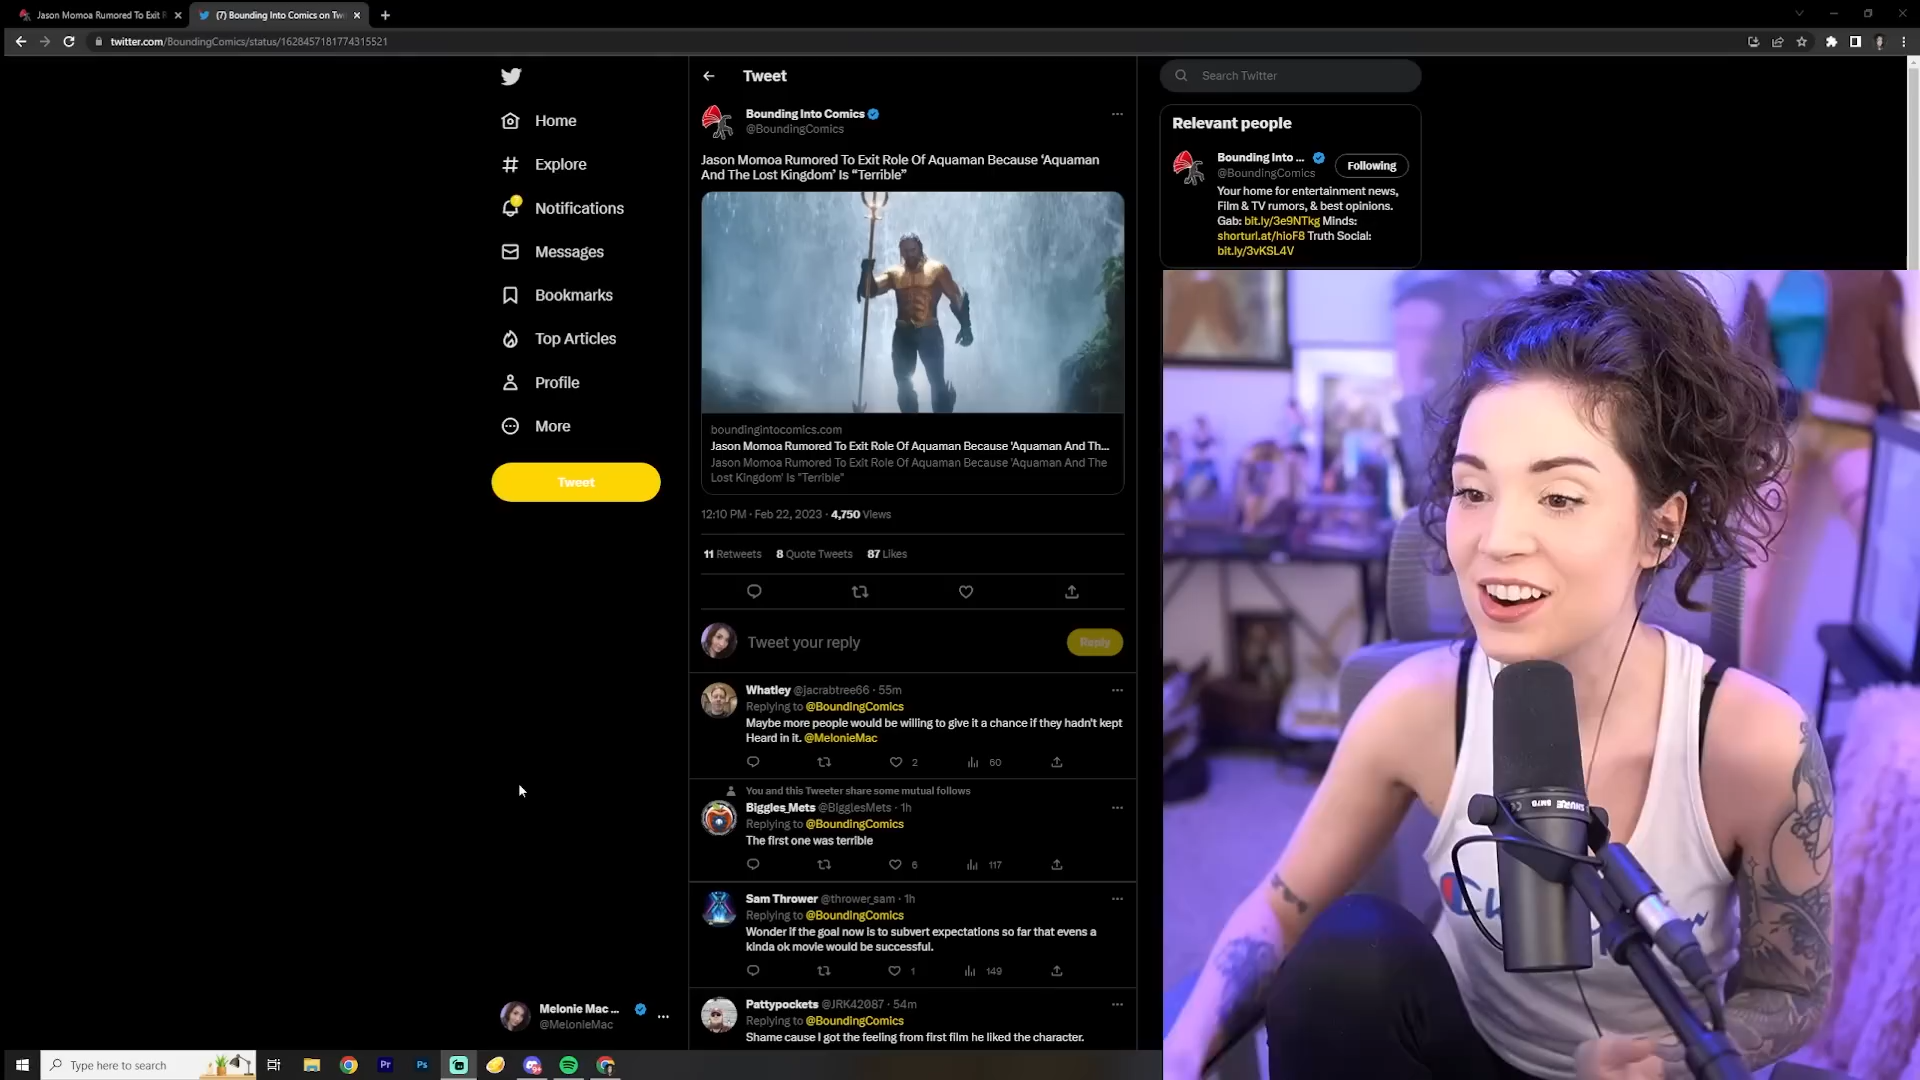 Jason Momoa Rumored To Exit R
(7) Bounding Into Comics on Tw
twitter.com/BoundingComics/status/1628457181774315521
Home
Explore
Notifications
Messages
Bookmarks
Top Articles
Profile
More
Tweet
Melonie Mac ...
@MelonieMac
Tweet
Bounding Into Comics
@BoundingComics
Jason Momoa Rumored To Exit Role Of Aquaman Because ‘Aquaman
And The Lost Kingdom’ Is “Terrible”
boundingintocomics.com
Jason Momoa Rumored To Exit Role Of Aquaman Because 'Aquaman And Th...
Jason Momoa Rumored To Exit Role Of Aquaman Because 'Aquaman And The
Lost Kingdom' Is "Terrible"
12:10 PM · Feb 22, 2023 · 4,750 Views
11 Retweets 8 Quote Tweets 87 Likes
Tweet your reply
Reply
Whatley @jacrabtree66 · 55m
Replying to @BoundingComics
Maybe more people would be willing to give it a chance if they hadn't kept
Heard in it. @MelonieMac
2 60
You and this Tweeter share some mutual follows
Biggles_Mets @BigglesMets · 1h
Replying to @BoundingComics
The first one was terrible
6 117
Sam Thrower @thrower_sam · 1h
Replying to @BoundingComics
Wonder if the goal now is to subvert expectations so far that evens a
kinda ok movie would be successful.
1 149
Pattypockets @JRK42087 · 54m
Replying to @BoundingComics
Shame cause I got the feeling from first film he liked the character.
Search Twitter
Relevant people
Bounding Into ...
@BoundingComics
Following
Your home for entertainment news,
Film & TV rumors, & best opinions.
Gab: bit.ly/3e9NTkg Minds:
shorturl.at/hioF8 Truth Social:
bit.ly/3vKSL4V
SHURE SM7B
Type here to search
Pr
Ps